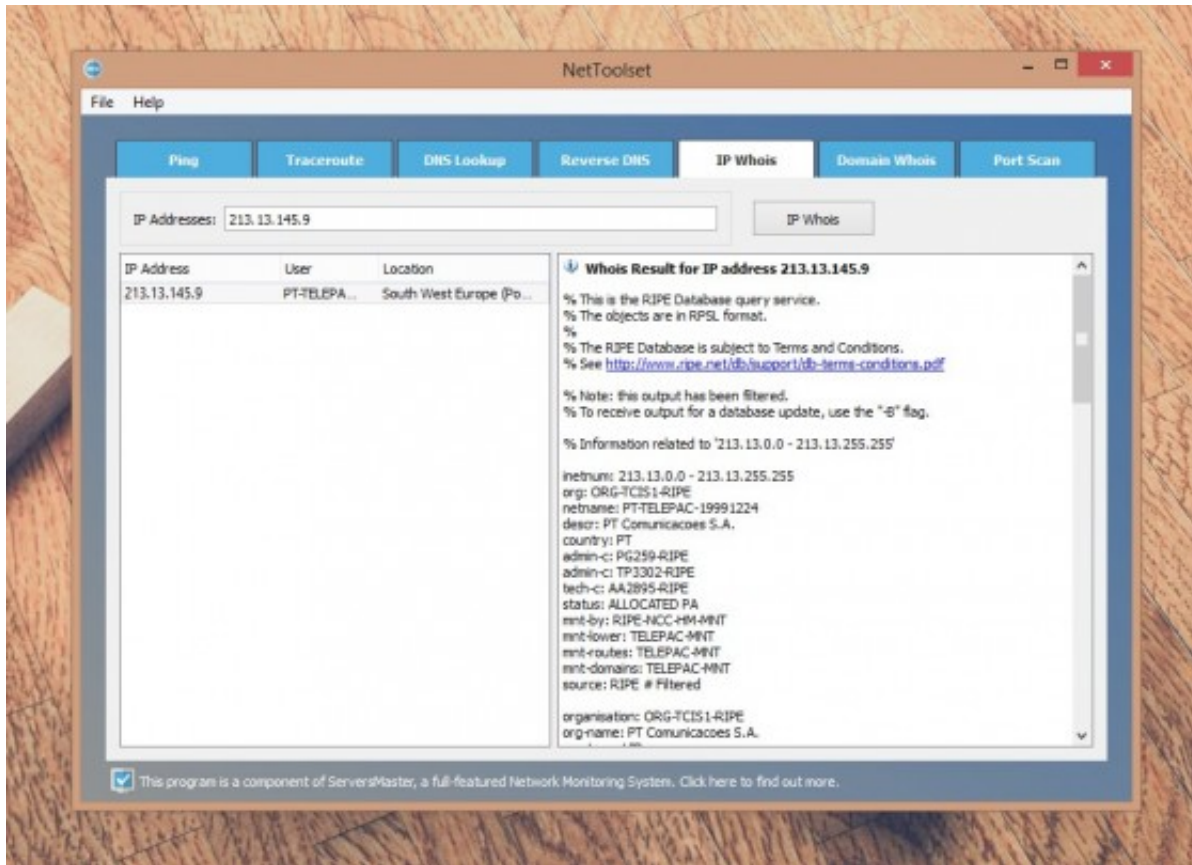 NetToolset
File Help
Ping Traceroute DNS Lookup Reverse DNS IP Whois Domain Whois Port Scan
IP Addresses: 213.13.145.9 IP Whois
IP Address User Location
213.13.145.9 PT-TELEPA... South West Europe (Po...
Whois Result for IP address 213.13.145.9
% This is the RIPE Database query service.
% The objects are in RPSL format.
%
% The RIPE Database is subject to Terms and Conditions.
% See http://www.ripe.net/db/support/db-terms-conditions.pdf
% Note: this output has been filtered.
% To receive output for a database update, use the "-B" flag.
% Information related to '213.13.0.0 - 213.13.255.255'
inetnum: 213.13.0.0 - 213.13.255.255
org: ORG-TCIS1-RIPE
netname: PT-TELEPAC-19991224
descr: PT Comunicacoes S.A.
country: PT
admin-c: PG259-RIPE
admin-c: TP3302-RIPE
tech-c: AA2895-RIPE
status: ALLOCATED PA
mnt-by: RIPE-NCC-HM-MNT
mnt-lower: TELEPAC-MNT
mnt-routes: TELEPAC-MNT
mnt-domains: TELEPAC-MNT
source: RIPE # Filtered
organisation: ORG-TCIS1-RIPE
org-name: PT Comunicacoes S.A.
This program is a component of ServersMaster, a full-featured Network Monitoring System. Click here to find out more.